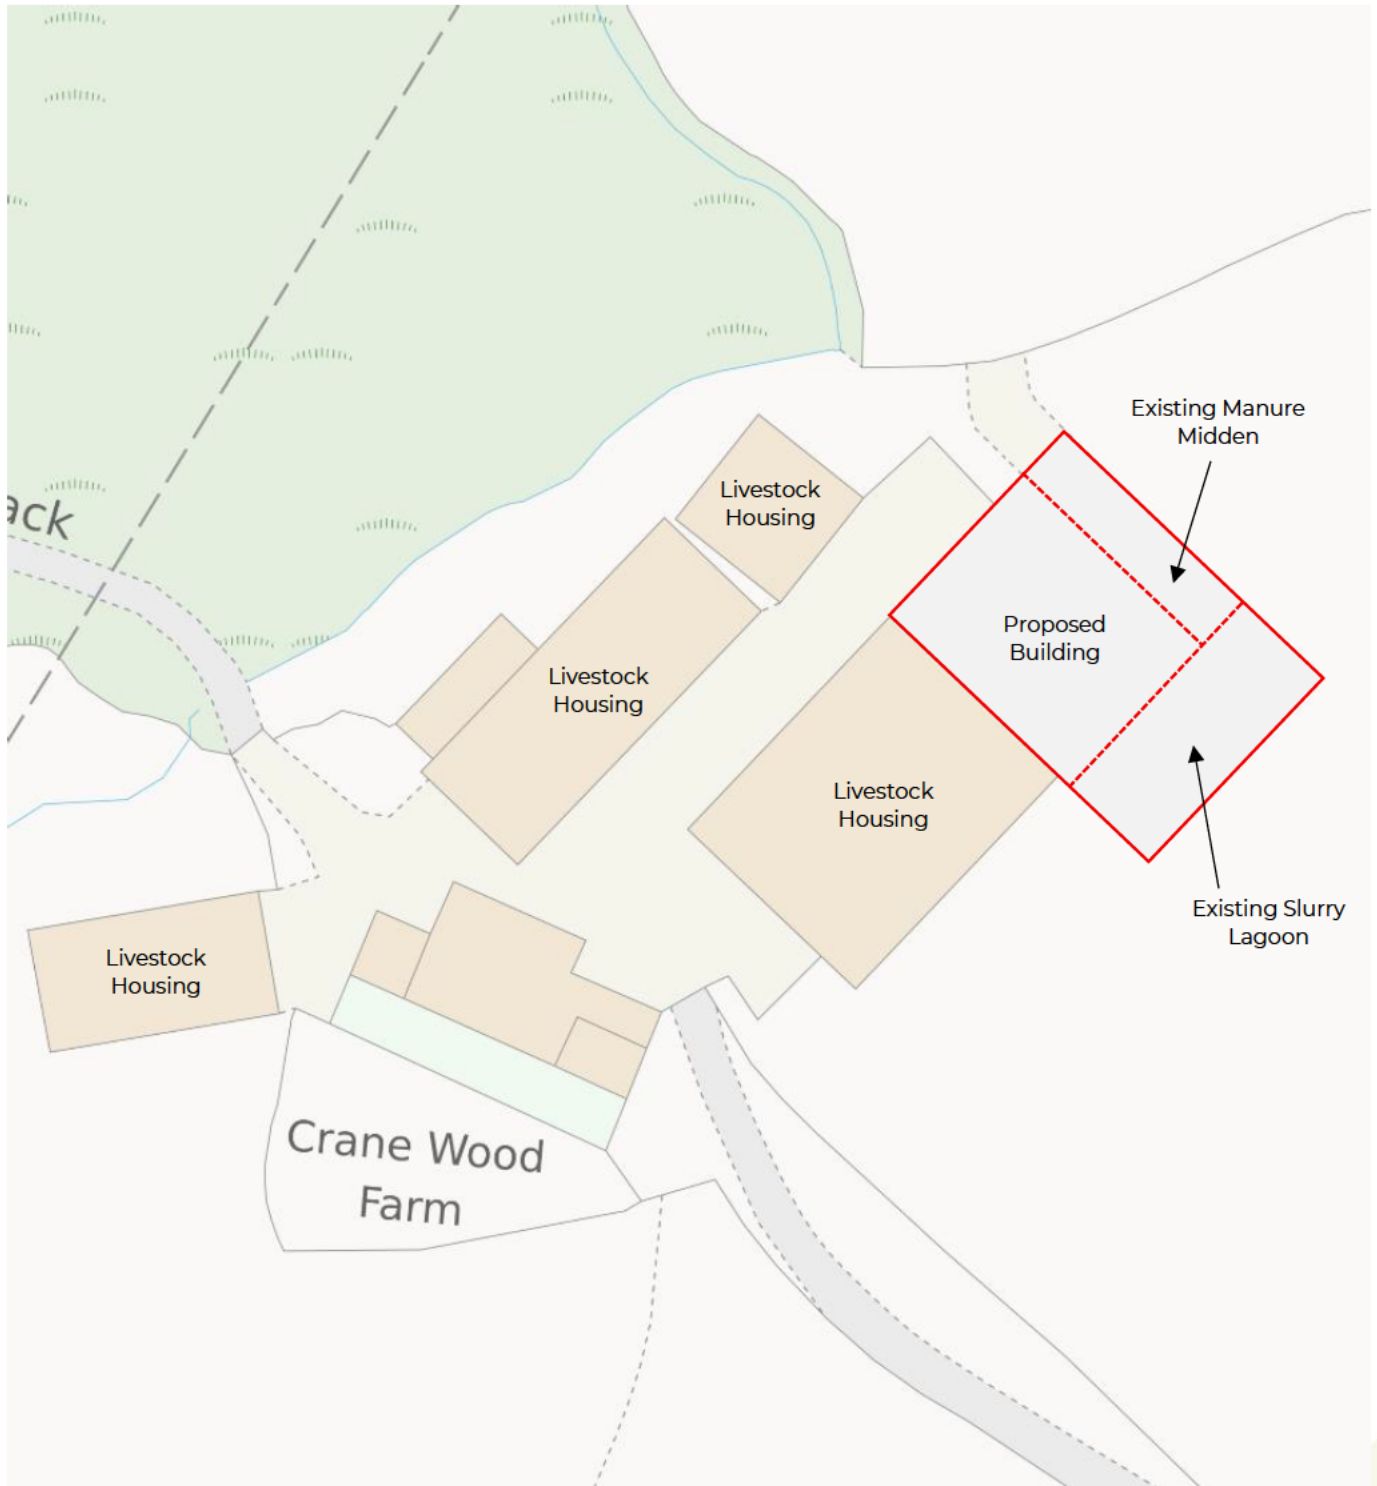 Existing Manure
Midden
Livestock
Housing
ack
Proposed
Building
Livestock
Housing
Livestock
Housing
Existing Slurry
Lagoon
Livestock
Housing
Crane Wood
Farm